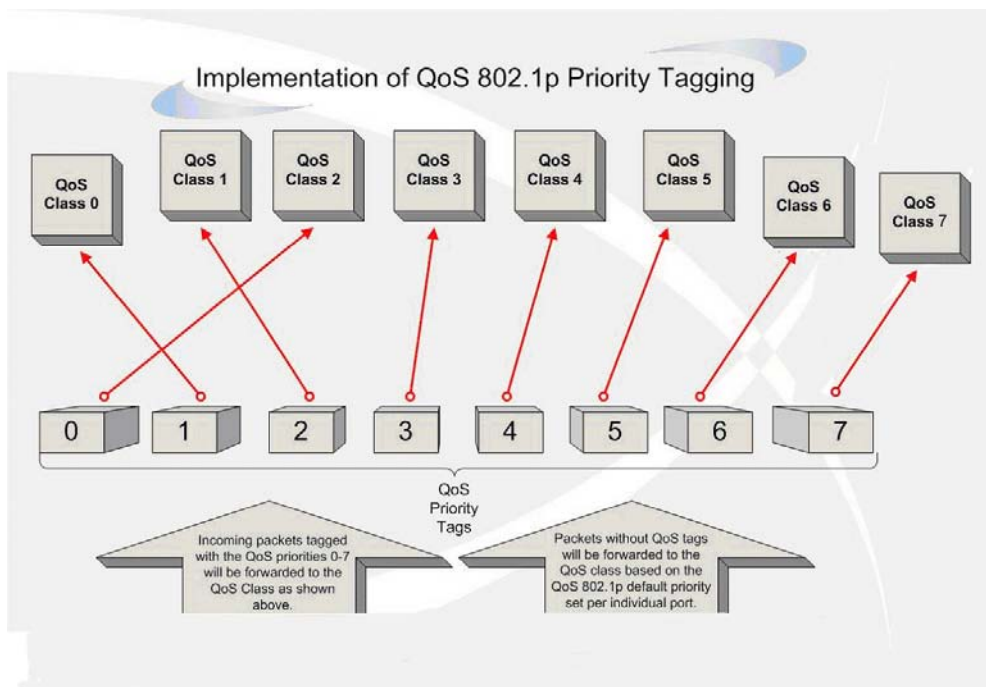 Implementation of QoS 802.1p Priority Tagging
QoS
Class 0
QoS
Class 1
QoS
Class 2
QoS
Class 3
QoS
Class 4
QoS
Class 5
QoS
Class 6
QoS
Class 7
0
1
2
3
4
5
6
7
QoS
Priority
Tags
Incoming packets tagged
with the QoS priorities 0-7
will be forwarded to the
QoS Class as shown
above.
Packets without QoS tags
will be forwarded to the
QoS class based on the
QoS 802.1p default priority
set per individual port.